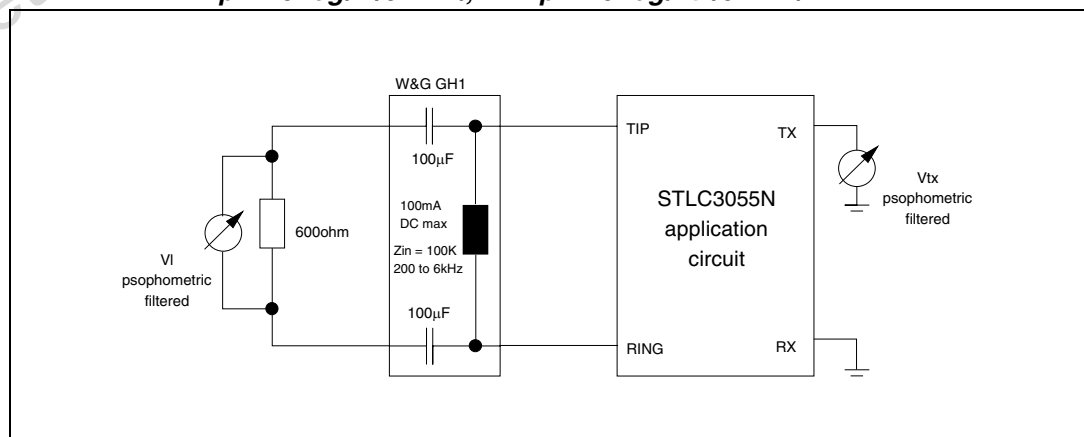 W&G GH1
100μF
TIP
TX
100mA
DC max
Zin = 100K
200 to 6kHz
600ohm
Vl
psophometric
filtered
STLC3055N
application
circuit
Vtx
psophometric
filtered
100μF
RING
RX